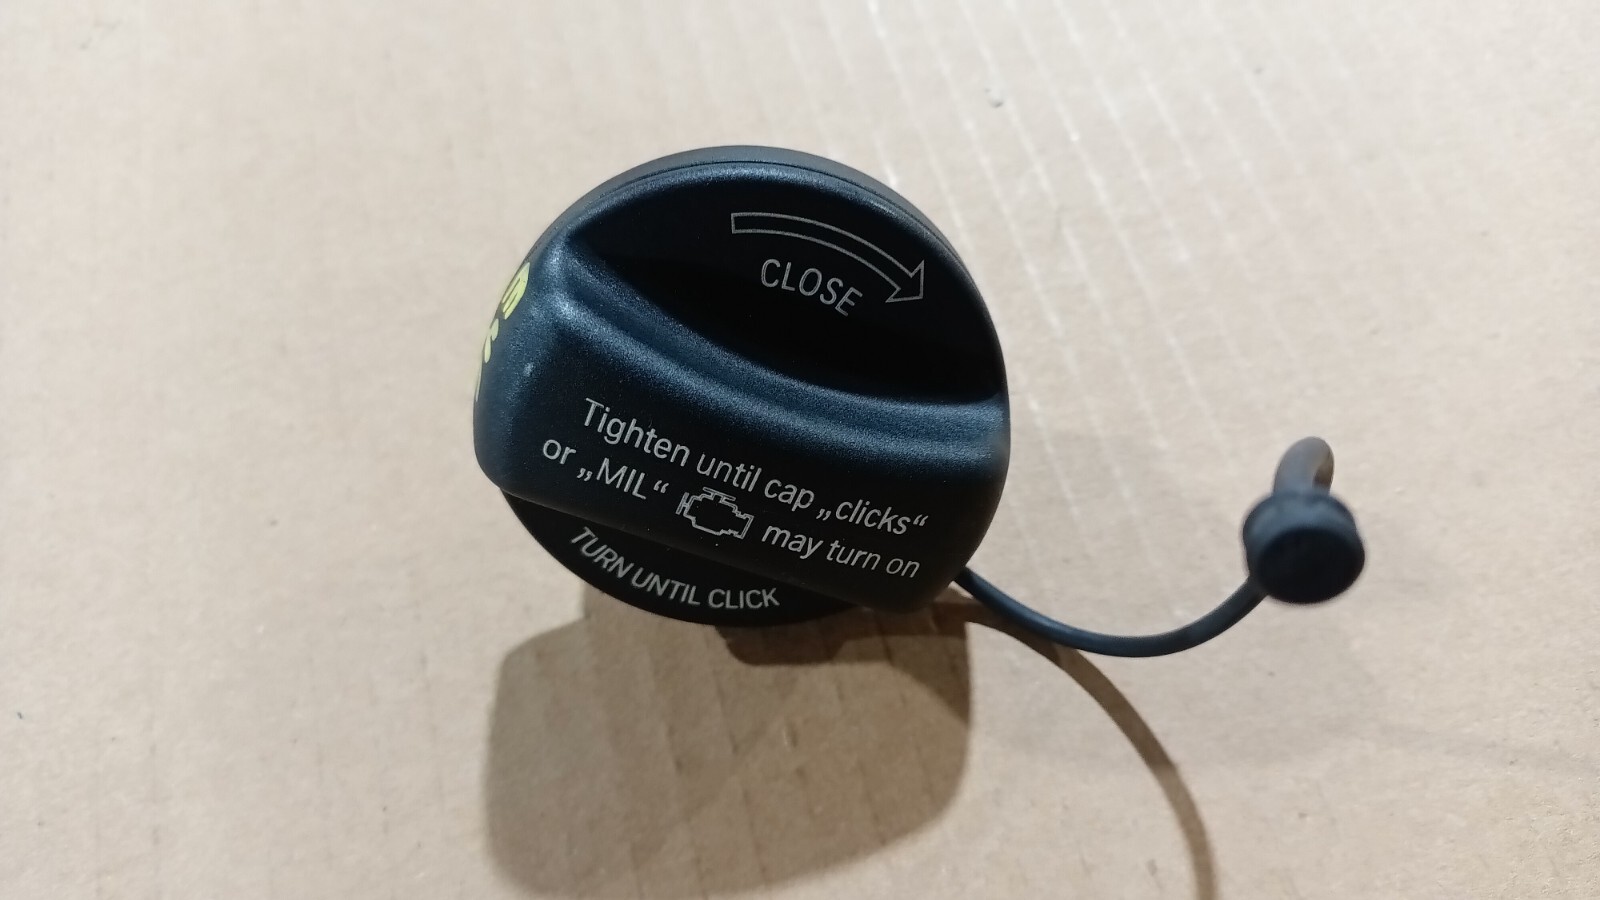 CLOSE
Tighten until cap „clicks“
or „MIL“ may turn on
TURN UNTIL CLICK